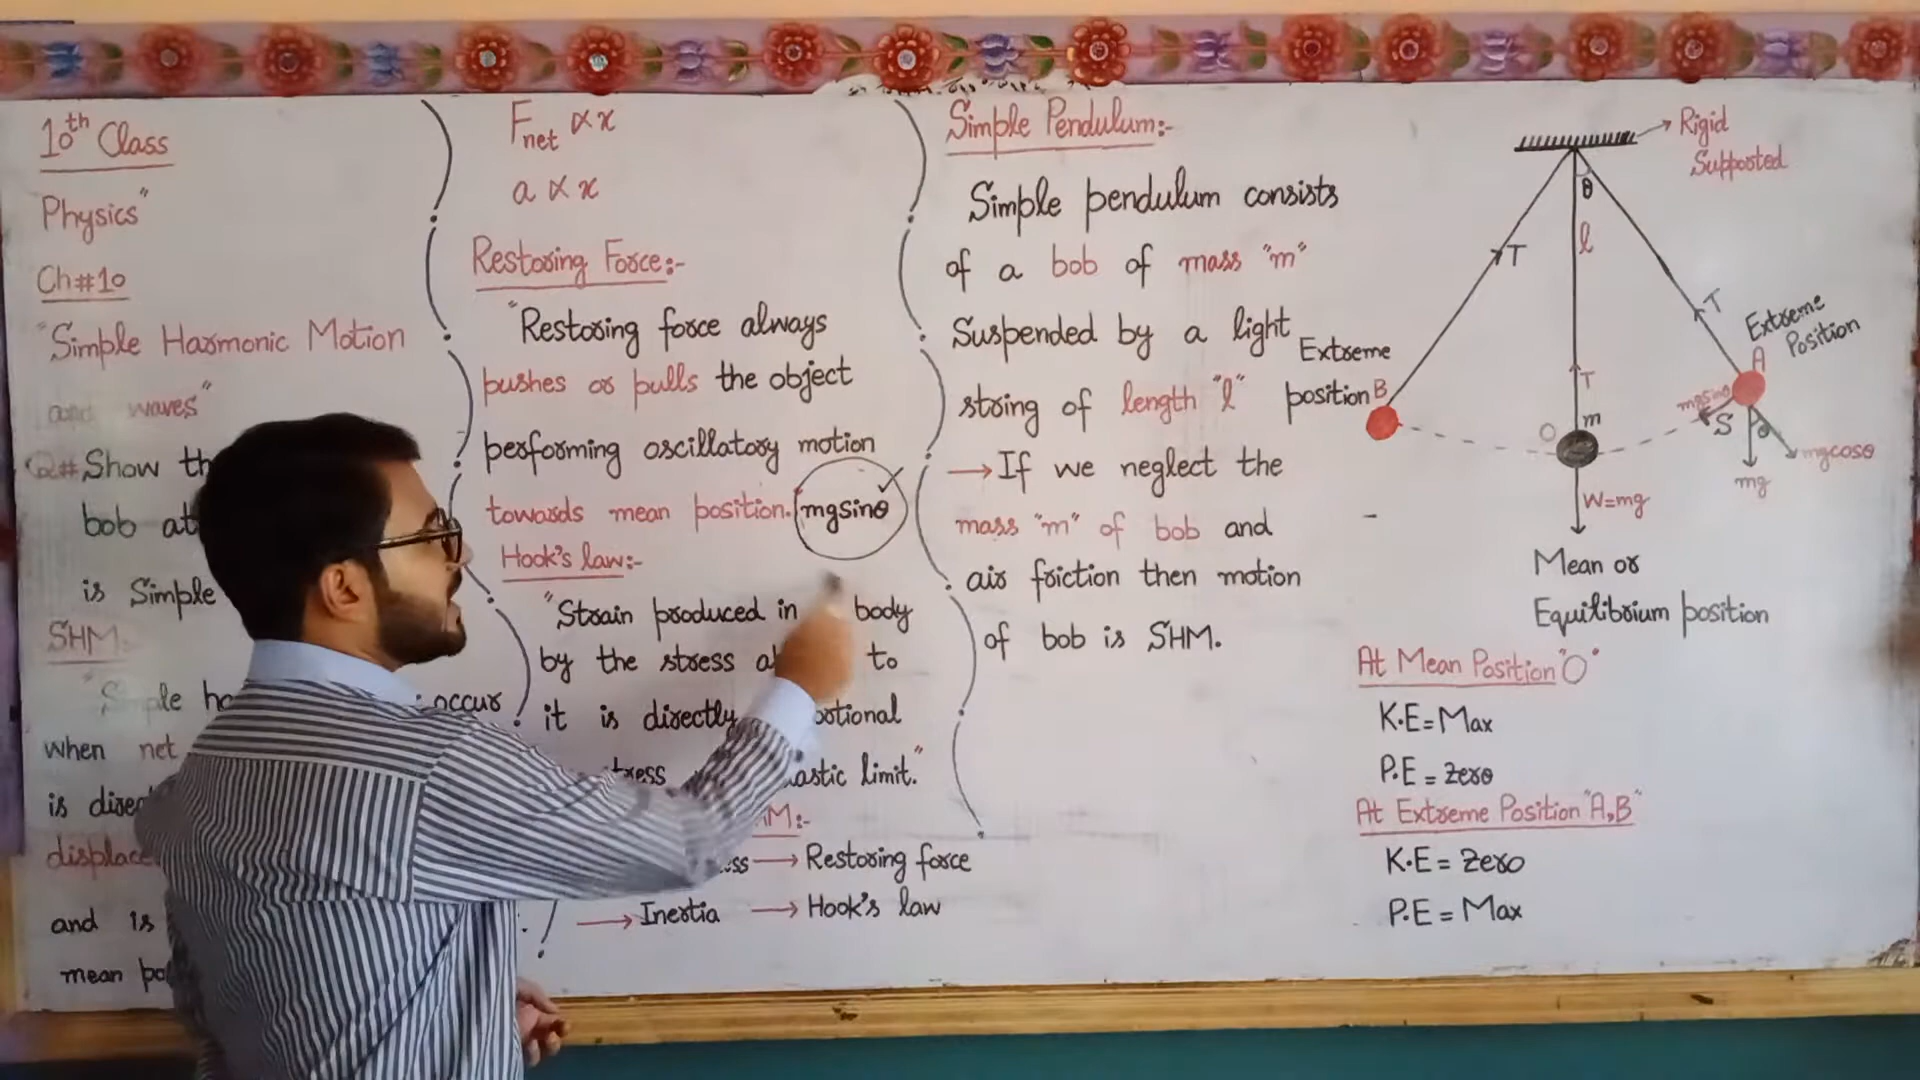 10th Class
Physics"
Ch#10
"Simple Harmonic Motion
and waves"
Q# Show
bob
is Simple
SHM:
"Simple occur
when net
is
and is
mean
Fnet ∝ x
a ∝ x
Restoring Force:-
"Restoring force always
pushes or pulls the object
performing oscillatory motion
towards mean position." mgsinθ
Hook's law:-
"Strain produced in body
by the stress to
it is directly
stress limit."
→ Restoring force
→ Inertia → Hook's law
Simple Pendulum:-
Simple pendulum consists
of a bob of mass "m"
Suspended by a light
string of length "l"
→ If we neglect the
mass "m" of bob and
air friction then motion
of bob is SHM.
Rigid
Supported
θ
l
T
T
T
Extreme
Position
A
Extreme
position B
O
m
mgsinθ
S
θ
mgcosθ
mg
W=mg
Mean or
Equilibrium position
At Mean Position "O"
K.E = Max
P.E = Zero
At Extreme Position "A,B"
K.E = Zero
P.E = Max